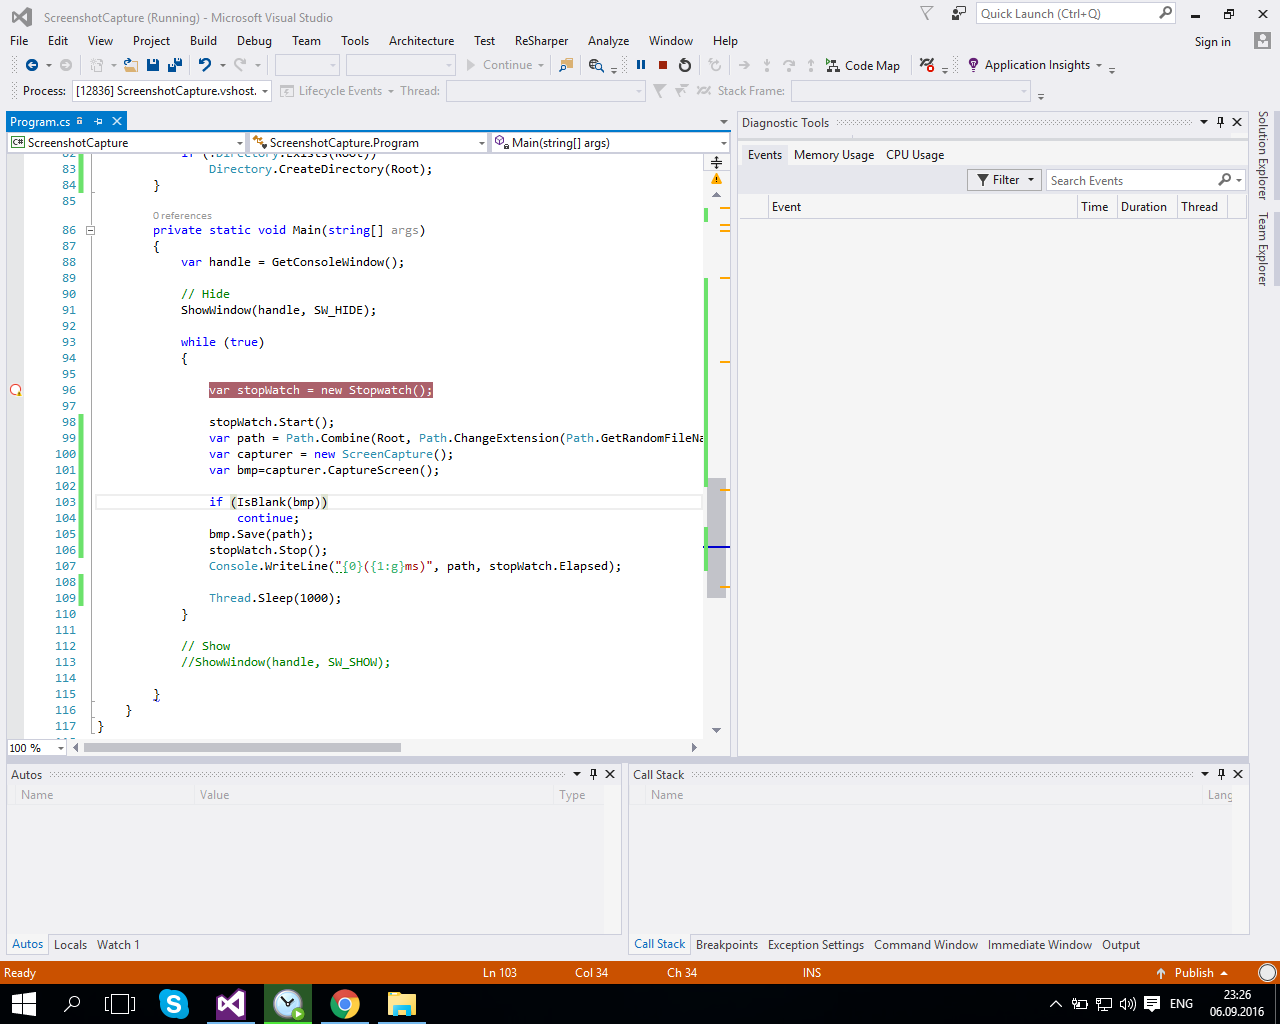 ScreenshotCapture (Running) - Microsoft Visual Studio
Quick Launch (Ctrl+Q)
File Edit View Project Build Debug Team Tools Architecture Test ReSharper Analyze Window Help
Sign in
Continue
Code Map
Application Insights
Process: [12836] ScreenshotCapture.vshost. Lifecycle Events Thread: Stack Frame:
Program.cs
ScreenshotCapture ScreenshotCapture.Program Main(string[] args)
82 if (!Directory.Exists(Root))
83 Directory.CreateDirectory(Root);
84 }
85
0 references
86 private static void Main(string[] args)
87 {
88 var handle = GetConsoleWindow();
89
90 // Hide
91 ShowWindow(handle, SW_HIDE);
92
93 while (true)
94 {
95
96 var stopWatch = new Stopwatch();
97
98 stopWatch.Start();
99 var path = Path.Combine(Root, Path.ChangeExtension(Path.GetRandomFileNa
100 var capturer = new ScreenCapture();
101 var bmp=capturer.CaptureScreen();
102
103 if (IsBlank(bmp))
104 continue;
105 bmp.Save(path);
106 stopWatch.Stop();
107 Console.WriteLine("{0}({1:g}ms)", path, stopWatch.Elapsed);
108
109 Thread.Sleep(1000);
110 }
111
112 // Show
113 //ShowWindow(handle, SW_SHOW);
114
115 }
116 }
117 }
100 %
Diagnostic Tools
Events Memory Usage CPU Usage
Filter Search Events
Event Time Duration Thread
Solution Explorer
Team Explorer
Autos
Name Value Type
Autos Locals Watch 1
Call Stack
Name Lang
Call Stack Breakpoints Exception Settings Command Window Immediate Window Output
Ready Ln 103 Col 34 Ch 34 INS Publish
ENG
23:26
06.09.2016